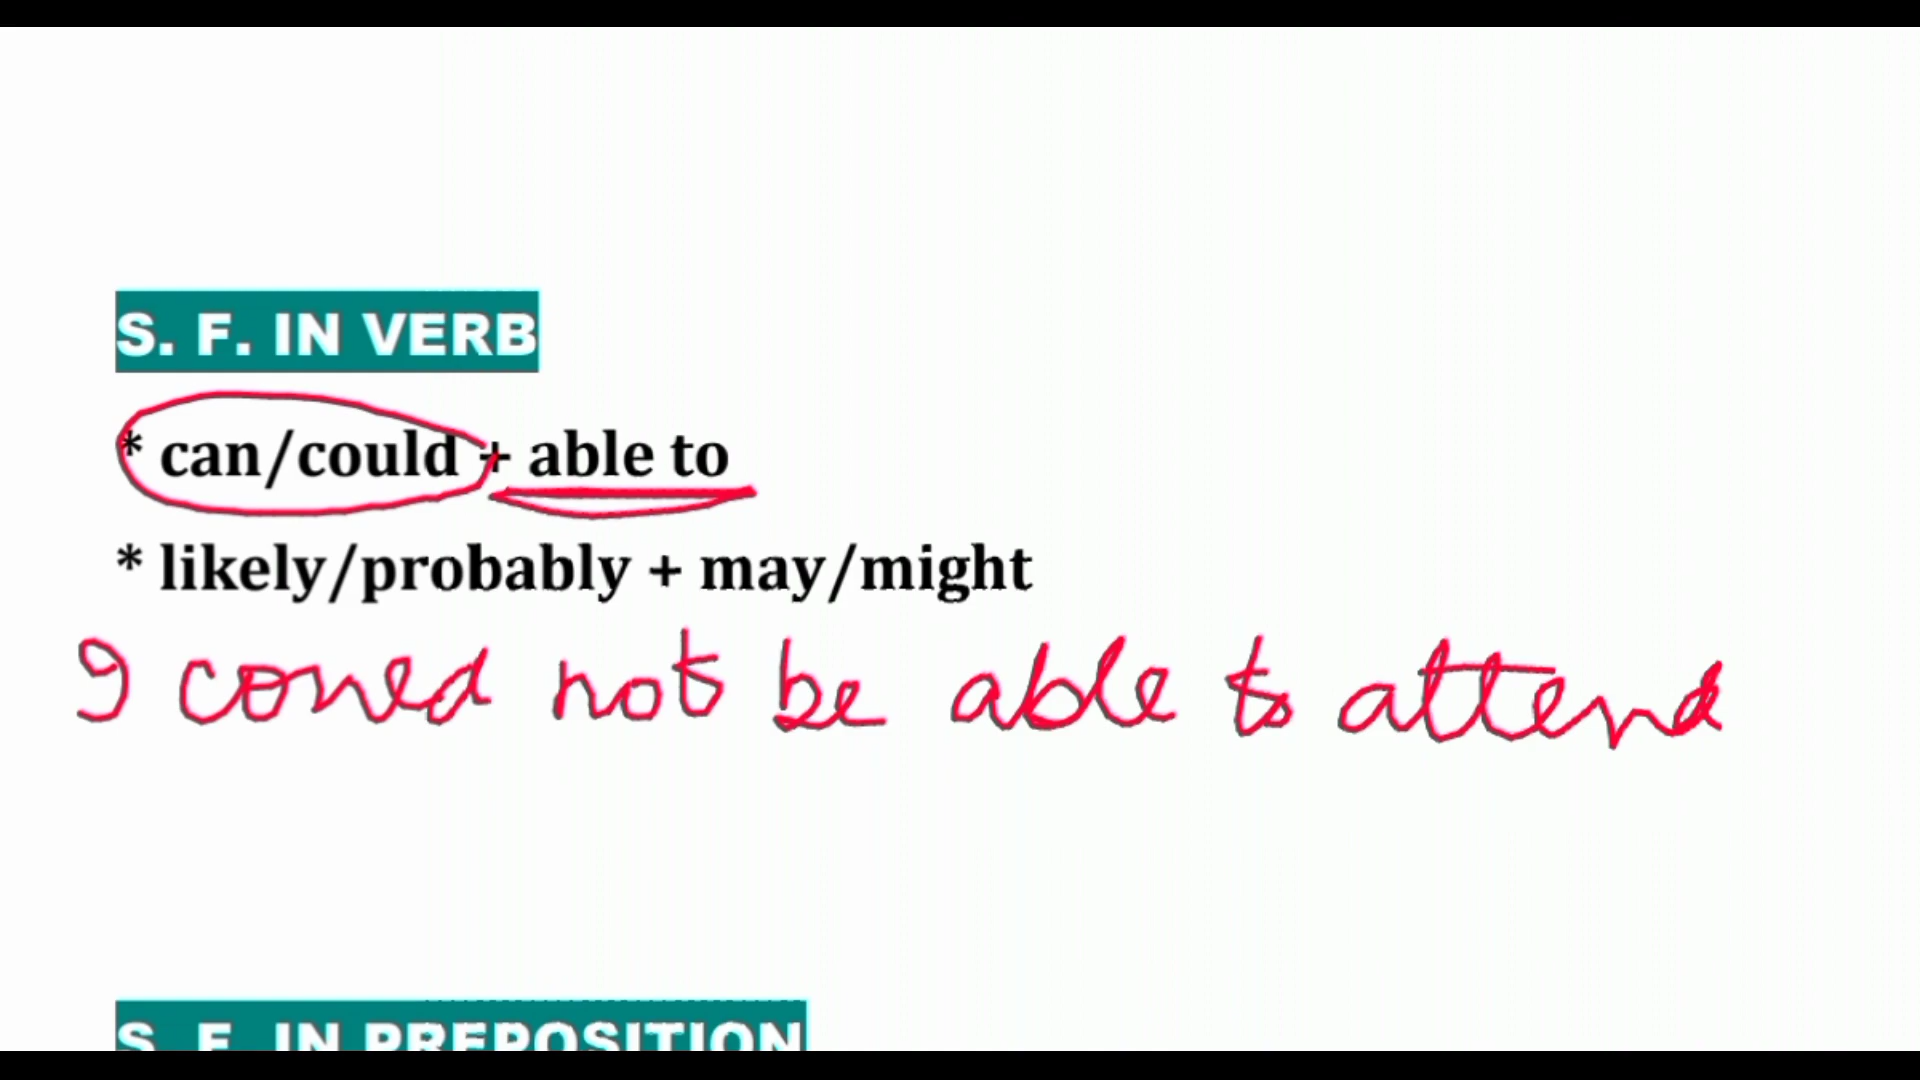 S. F. IN VERB
* can/could + able to
* likely/probably + may/might
I could not be able to attend
S. F. IN PREPOSITION